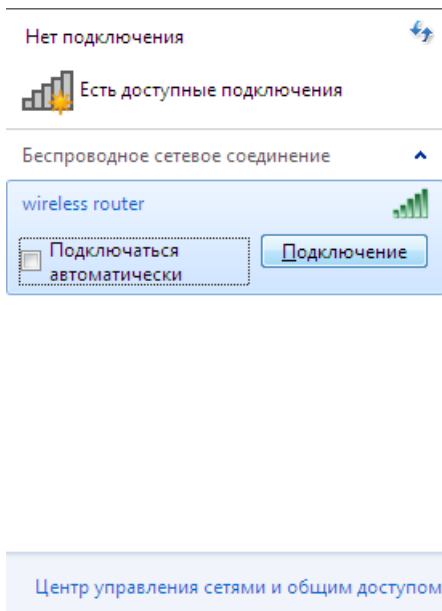 Нет подключения
Есть доступные подключения
Беспроводное сетевое соединение
wireless router
Подключаться
автоматически
Подключение
Центр управления сетями и общим доступом